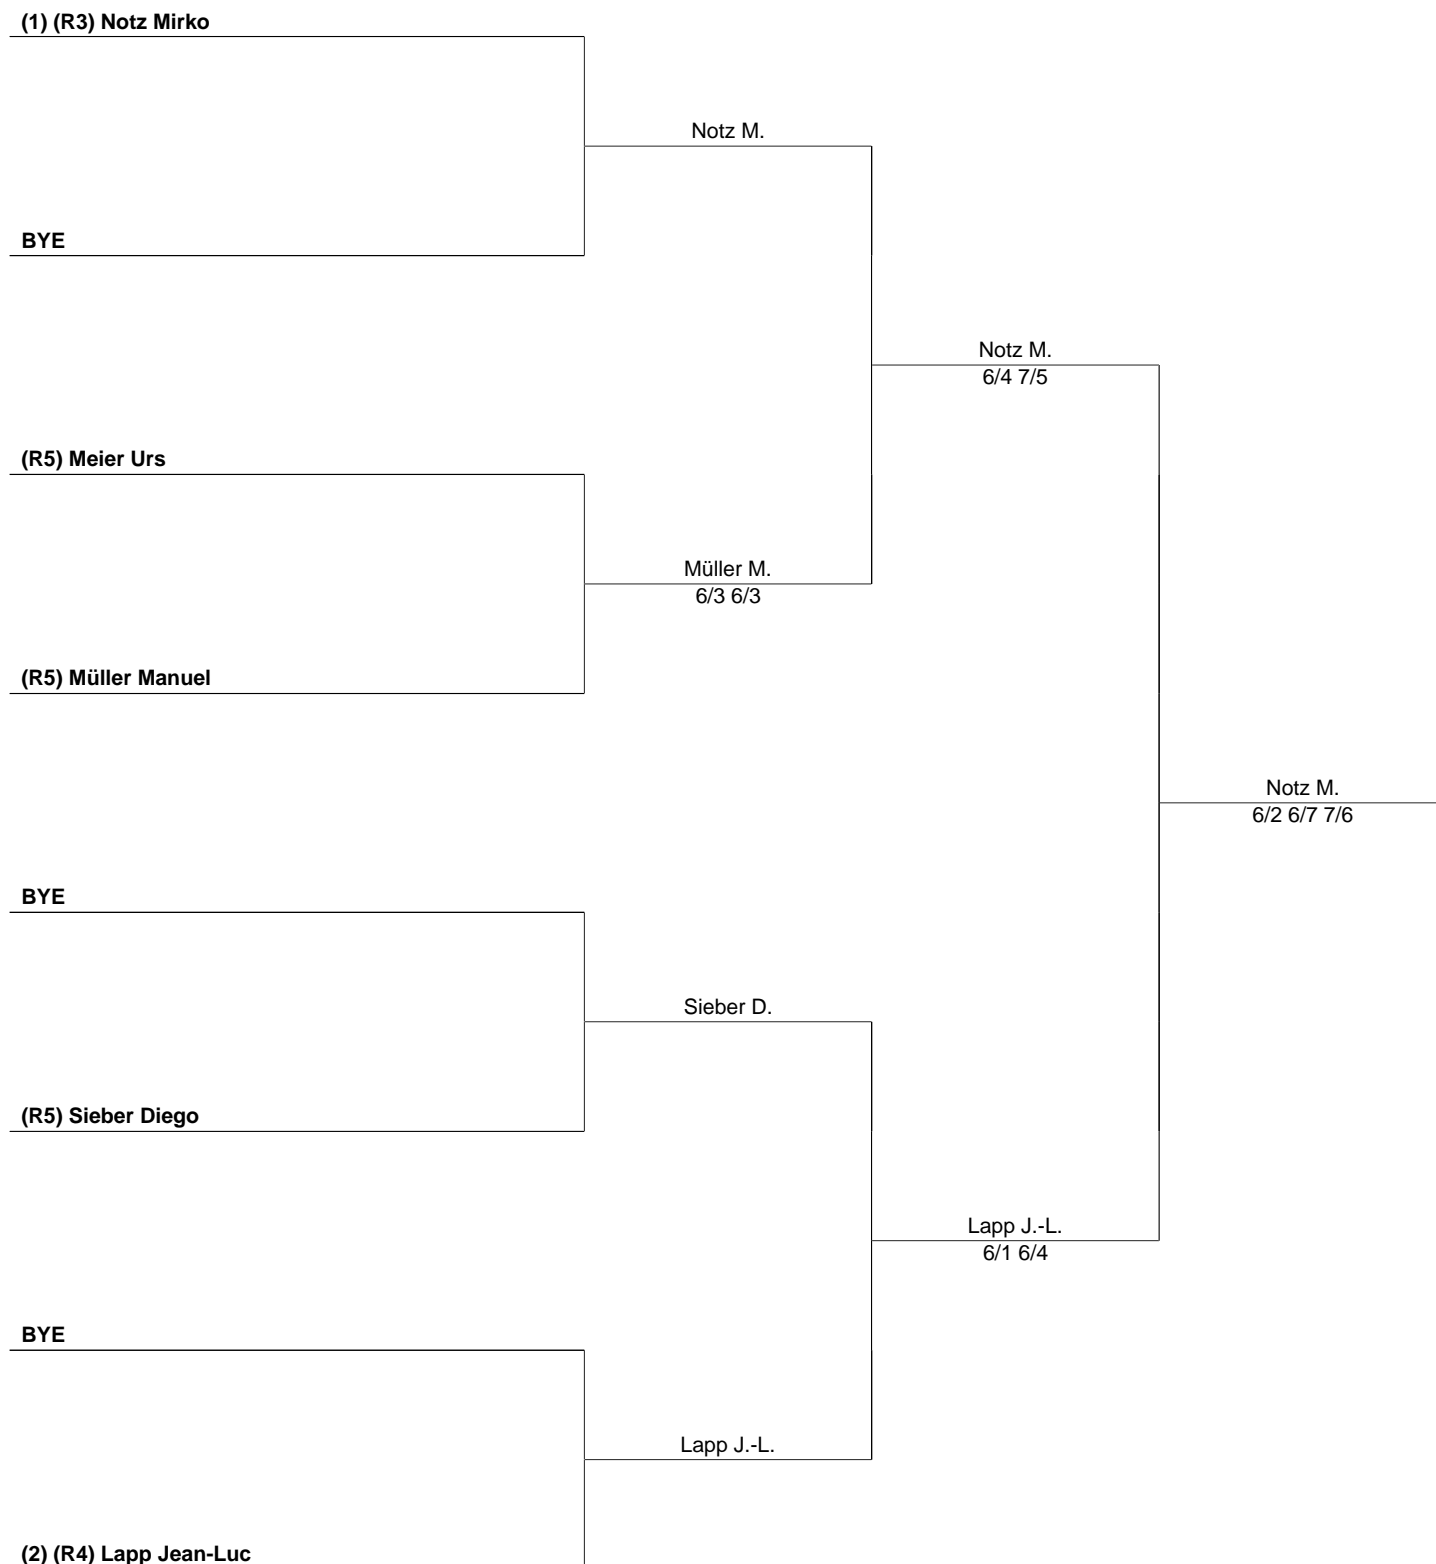 (1) (R3) Notz Mirko
Notz M.
BYE
Notz M.
6/4 7/5
(R5) Meier Urs
Müller M.
6/3 6/3
(R5) Müller Manuel
Notz M.
6/2 6/7 7/6
BYE
Sieber D.
(R5) Sieber Diego
Lapp J.-L.
6/1 6/4
BYE
Lapp J.-L.
(2) (R4) Lapp Jean-Luc